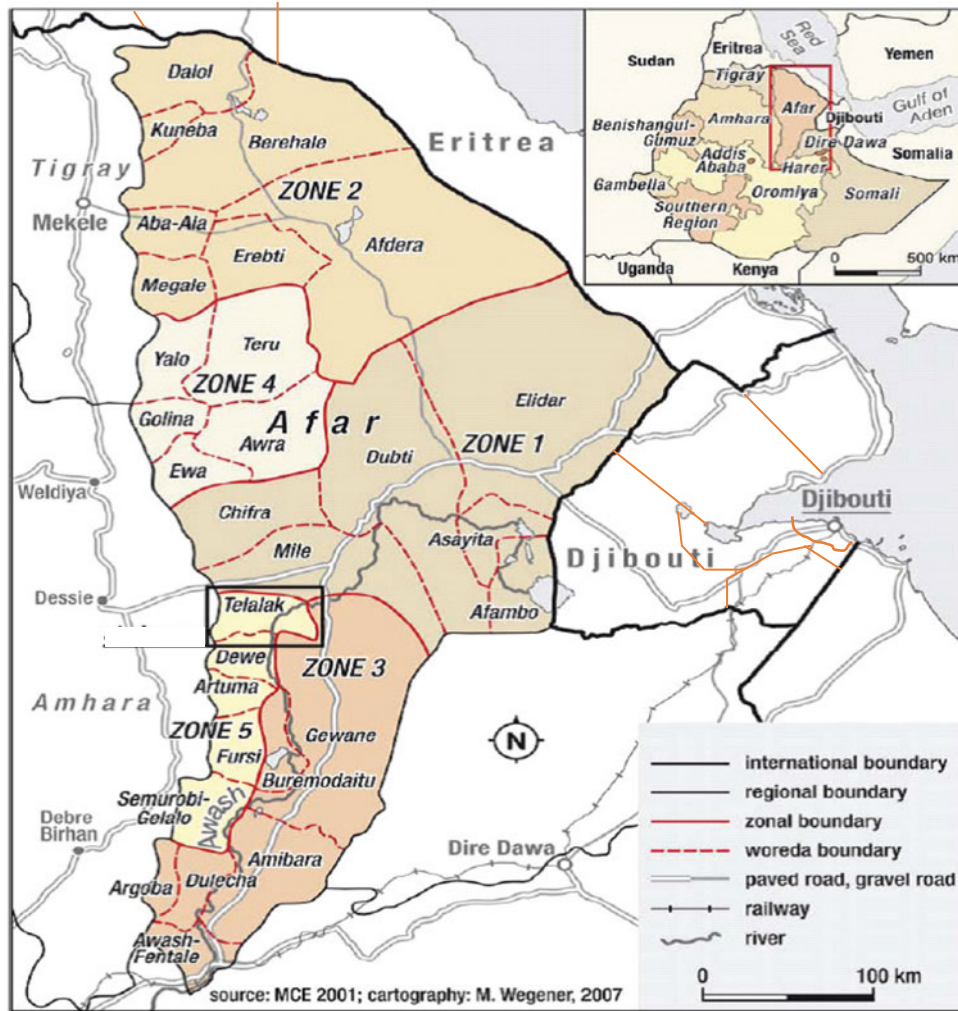 Dalol
Kuneba
Berehale
Eritrea
Tigray
Mekele
ZONE 2
Aba-Ala
Erebti
Afdera
Megale
Teru
Yalo
ZONE 4
Golina
Afar
Awra
Ewa
Elidar
ZONE 1
Dubti
Weldiya
Chifra
Mile
Asayita
Afambo
Djibouti
Djibouti
Dessie
Telalak
Dewe
ZONE 3
Artuma
Amhara
ZONE 5
Gewane
Fursi
Buremodaitu
Semurobi-
Gelalo
Awash
Debre
Birhan
Amibara
Dulecha
Argoba
Awash-
Fentale
Dire Dawa
N
source: MCE 2001; cartography: M. Wegener, 2007
Sudan
Eritrea
Red
Sea
Yemen
Tigray
Afar
Gulf of
Aden
Amhara
Djibouti
Benishangul-
Gumuz
Dire Dawa
Addis
Ababa
Somalia
Harer
Gambella
Oromiya
Somali
Southern
Region
Uganda
Kenya
0 500 km
international boundary
regional boundary
zonal boundary
woreda boundary
paved road, gravel road
railway
river
0 100 km